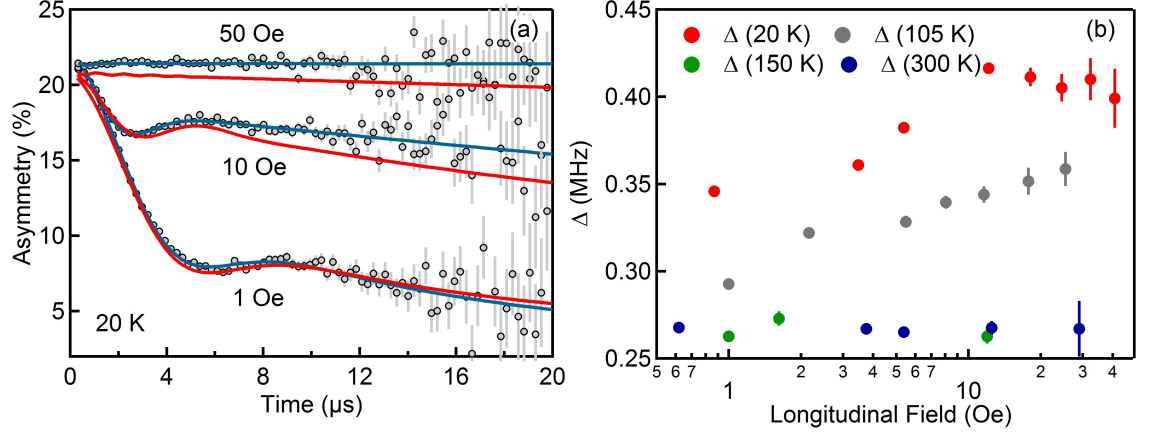 25%
20
15
10
5
Asymmetry (%)
50 Oe
(a)
10 Oe
1 Oe
20 K
0 4 8 12 16 20
Time (μs)
0.45
0.40
0.35
0.30
0.25
Δ (MHz)
(b)
Δ (20 K) Δ (105 K)
Δ (150 K) Δ (300 K)
5 6 7 2 3 4 5 6 7 2 3 4
1 10
Longitudinal Field (Oe)